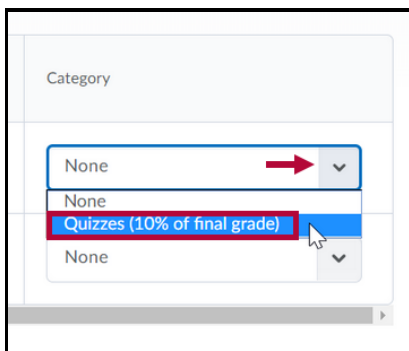 Category
None
None
Quizzes (10% of final grade)
None